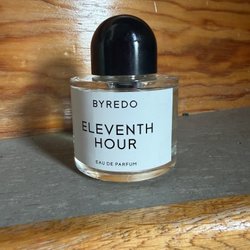 BYREDO
ELEVENTH
HOUR
EAU DE PARFUM